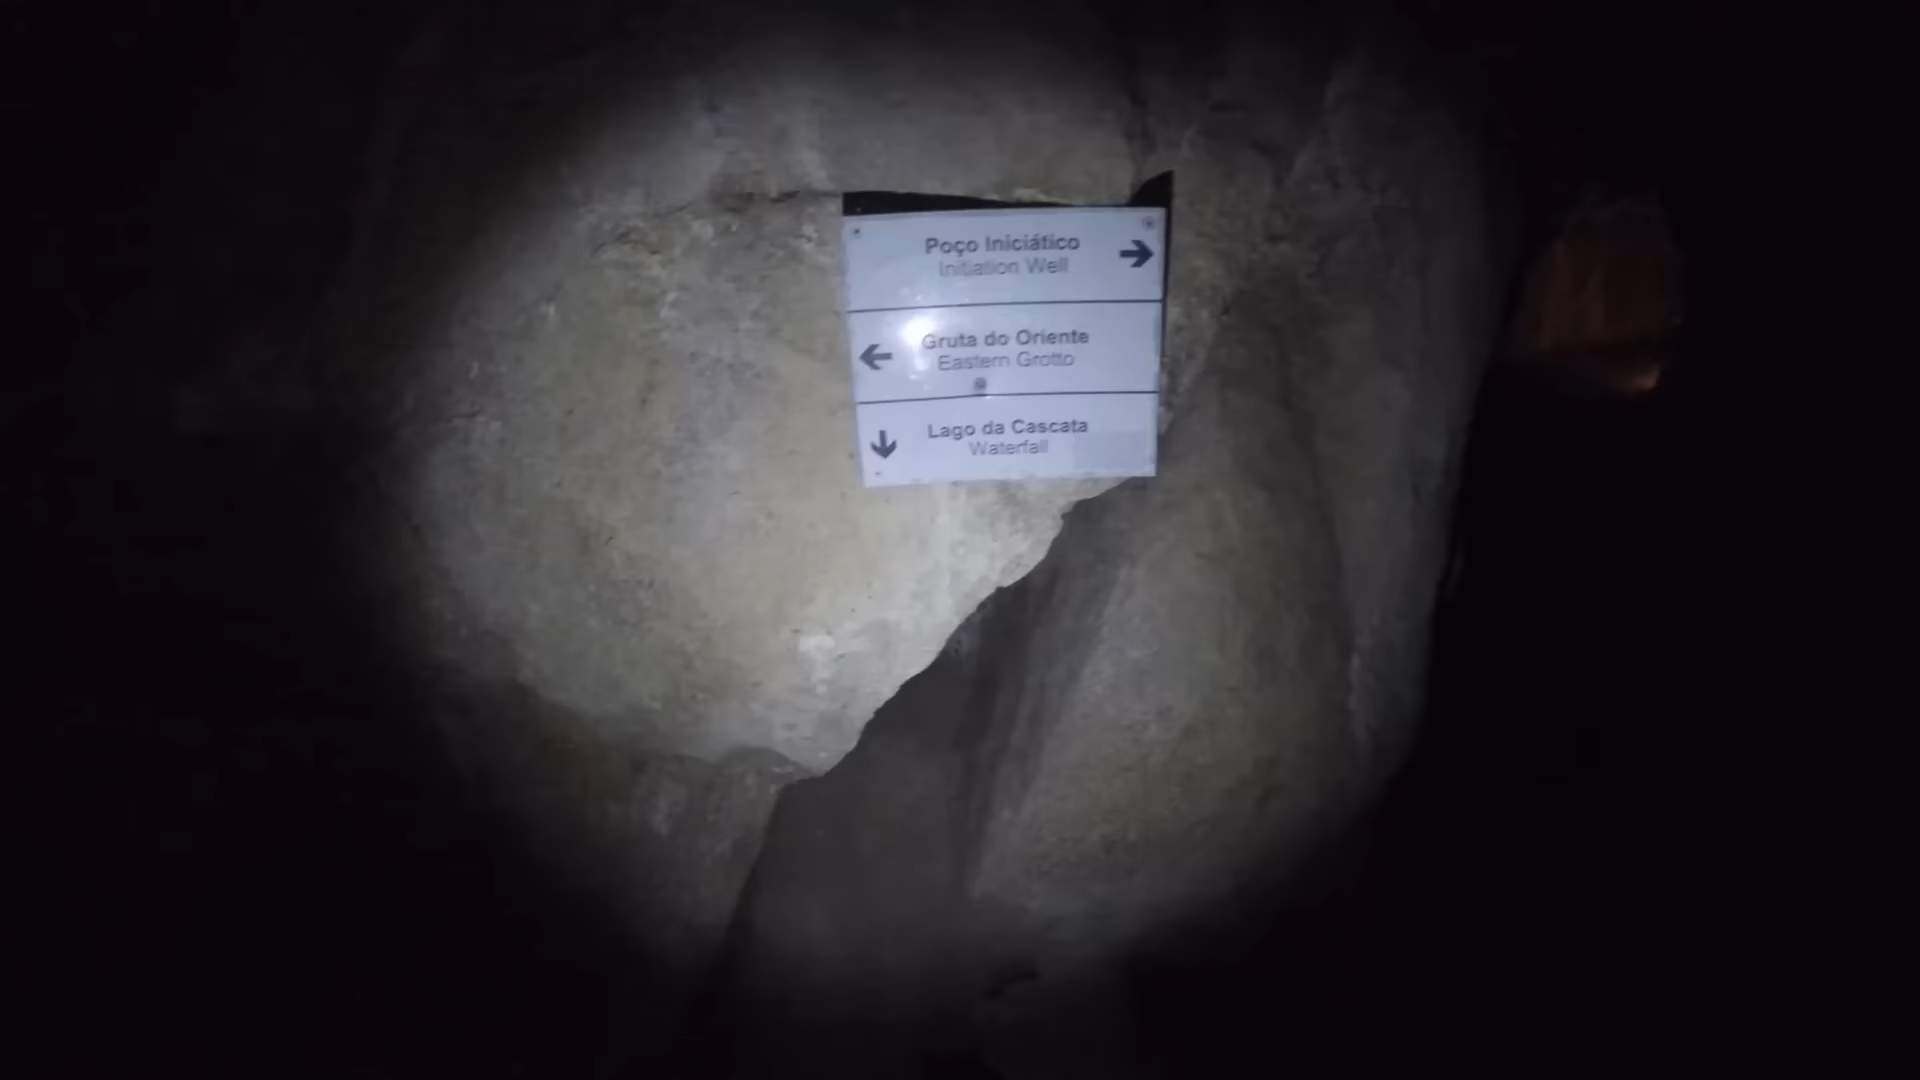 Poço Iniciático
Initiation Well
Gruta do Oriente
Eastern Grotto
Lago da Cascata
Waterfall